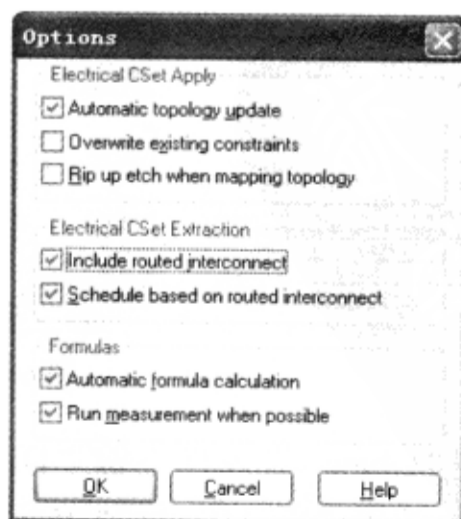 Options
Electrical CSet Apply
Automatic topology update
Overwrite existing constraints
Rip up etch when mapping topology
Electrical CSet Extraction
Include routed interconnect
Schedule based on routed interconnect
Formulas
Automatic formula calculation
Run measurement when possible
OK
Cancel
Help